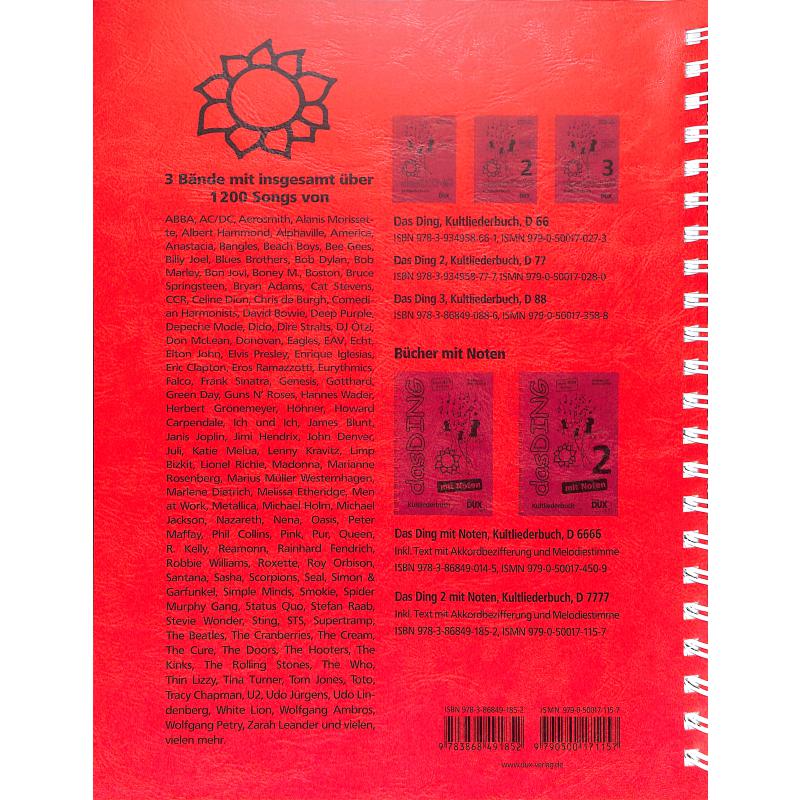 3 Bände mit insgesamt über
1200 Songs von
ABBA, AC/DC, Aerosmith, Alanis Morisset-
te, Albert Hammond, Alphaville, America,
Anastacia, Bangles, Beach Boys, Bee Gees,
Billy Joel, Blues Brothers, Bob Dylan, Bob
Marley, Bon Jovi, Boney M., Boston, Bruce
Springsteen, Bryan Adams, Cat Stevens,
CCR, Celine Dion, Chris de Burgh, Comedi-
an Harmonists, David Bowie, Deep Purple,
Depeche Mode, Dido, Dire Straits, DJ Ötzi,
Don McLean, Donovan, Eagles, EAV, Echt,
Elton John, Elvis Presley, Enrique Iglesias,
Eric Clapton, Eros Ramazzotti, Eurythmics,
Falco, Frank Sinatra, Genesis, Gotthard,
Green Day, Guns N' Roses, Hannes Wader,
Herbert Grönemeyer, Höhner, Howard
Carpendale, Ich und Ich, James Blunt,
Janis Joplin, Jimi Hendrix, John Denver,
Juli, Katie Melua, Lenny Kravitz, Limp
Bizkit, Lionel Richie, Madonna, Marianne
Rosenberg, Marius Müller Westernhagen,
Marlene Dietrich, Melissa Etheridge, Men
at Work, Metallica, Michael Holm, Michael
Jackson, Nazareth, Nena, Oasis, Peter
Maffay, Phil Collins, Pink, Pur, Queen,
R. Kelly, Reamonn, Rainhard Fendrich,
Robbie Williams, Roxette, Roy Orbison,
Santana, Sasha, Scorpions, Seal, Simon &
Garfunkel, Simple Minds, Smokie, Spider
Murphy Gang, Status Quo, Stefan Raab,
Stevie Wonder, Sting, STS, Supertramp,
The Beatles, The Cranberries, The Cream,
The Cure, The Doors, The Hooters, The
Kinks, The Rolling Stones, The Who,
Thin Lizzy, Tina Turner, Tom Jones, Toto,
Tracy Chapman, U2, Udo Jürgens, Udo Lin-
denberg, White Lion, Wolfgang Ambros,
Wolfgang Petry, Zarah Leander und vielen,
vielen mehr.
2
3
DUX
Das Ding, Kultliederbuch, D 66
ISBN 978-3-934958-66-1, ISMN 979-0-50017-027-3
Das Ding 2, Kultliederbuch, D 77
ISBN 978-3-934958-77-7, ISMN 979-0-50017-028-0
Das Ding 3, Kultliederbuch, D 88
ISBN 978-3-86849-088-6, ISMN 979-0-50017-358-8
Bücher mit Noten
dasDING
mit Noten
Kultliederbuch
DUX
dasDING
2
mit Noten
Kultliederbuch
DUX
Das Ding mit Noten, Kultliederbuch, D 6666
Inkl. Text mit Akkordbezifferung und Melodiestimme
ISBN 978-3-86849-014-5, ISMN 979-0-50017-450-9
Das Ding 2 mit Noten, Kultliederbuch, D 7777
Inkl. Text mit Akkordbezifferung und Melodiestimme
ISBN 978-3-86849-185-2, ISMN 979-0-50017-115-7
ISBN 978-3-86849-185-2
ISMN 979-0-50017-115-7
9 783868 491852
9 790500 171157
www.dux-verlag.de